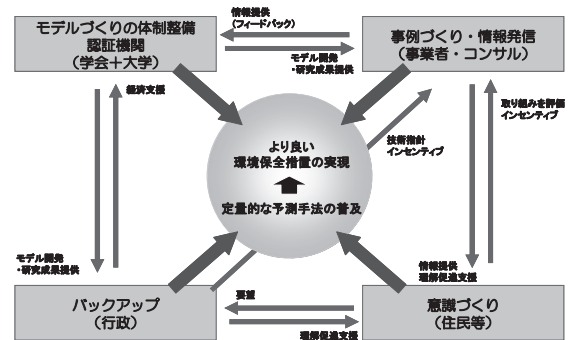 情報提供
(フィードバック)
モデルづくりの体制整備
認証機関
(学会＋大学)
事例づくり・情報発信
(事業者・コンサル)
モデル開発
・研究成果提供
経済支援
取り組みを評価
インセンティブ
より良い
環境保全措置の実現
定量的な予測手法の普及
技術指針
インセンティブ
モデル開発
・研究成果提供
情報提供
理解促進支援
バックアップ
(行政)
要望
理解促進支援
意識づくり
(住民等)